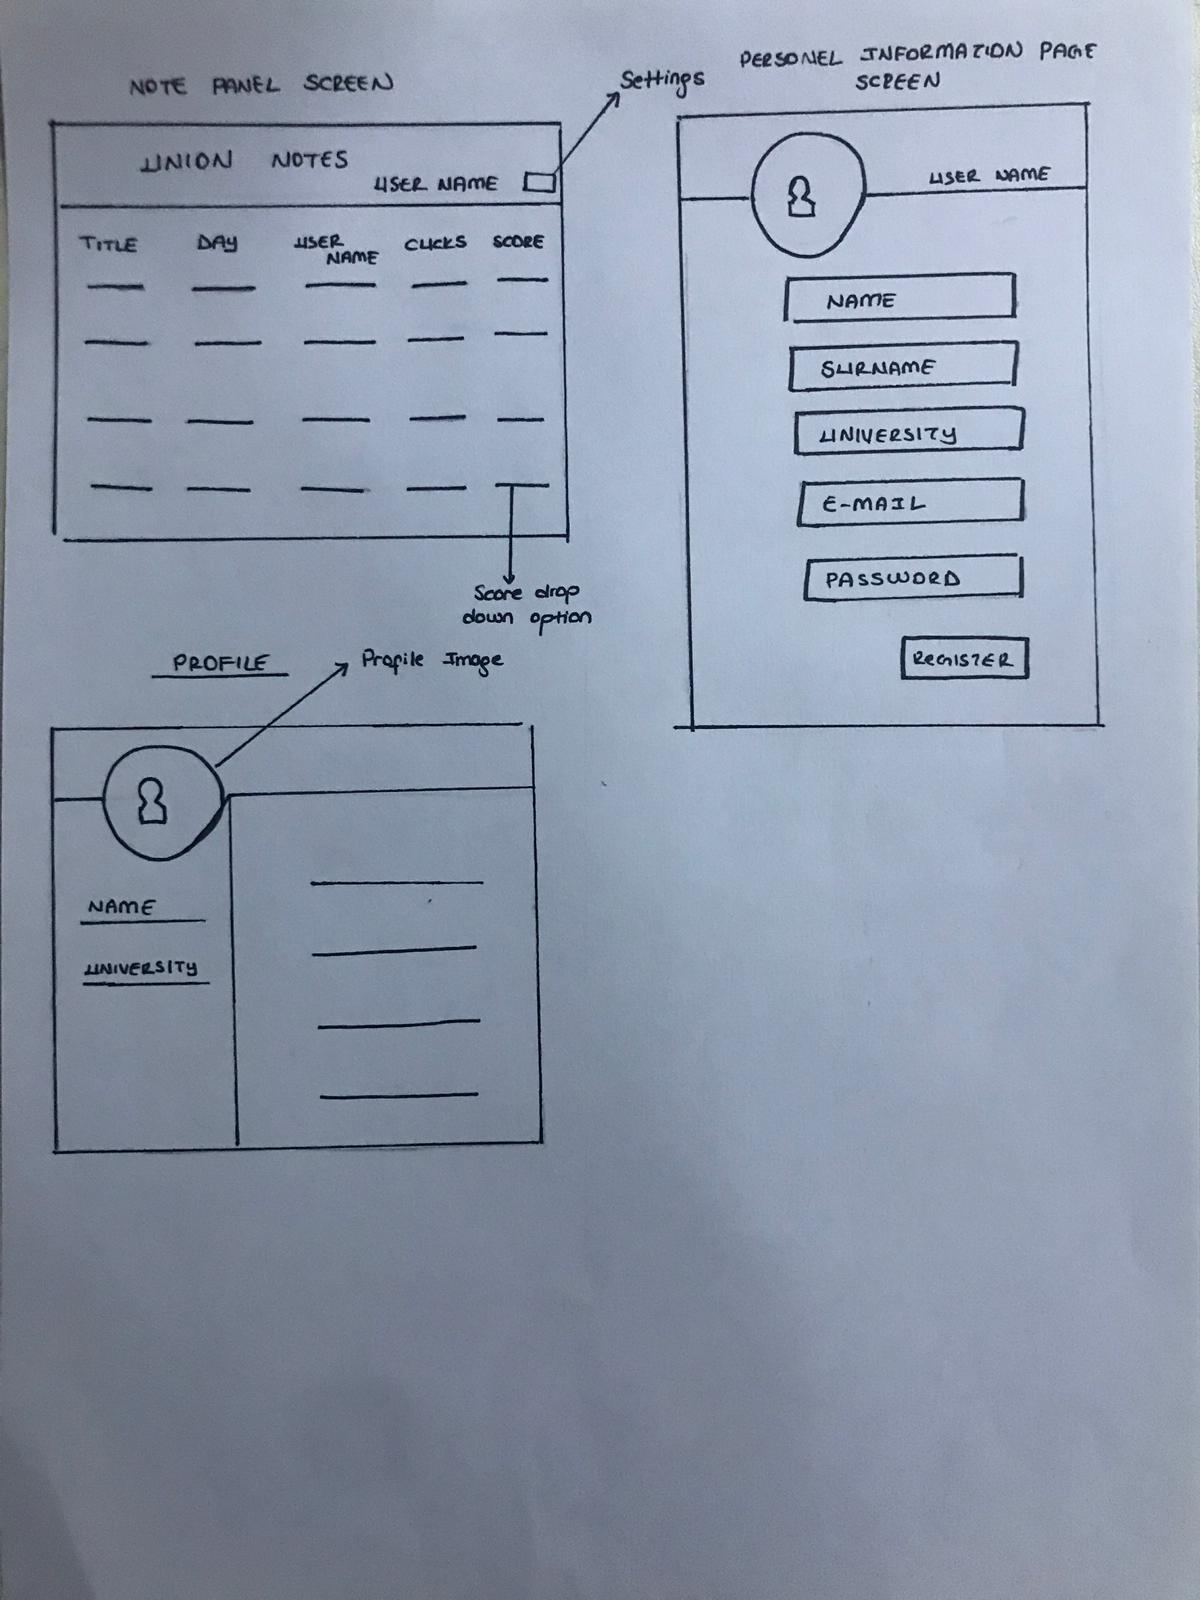 NOTE PANEL SCREEN
Settings
UNION NOTES
USER NAME
TITLE DAY USER NAME CLICKS SCORE
Score drop
down option
PERSONEL INFORMATION PAGE
SCREEN
USER NAME
NAME
SURNAME
UNIVERSITY
E-MAIL
PASSWORD
REGISTER
PROFILE
Profile Image
NAME
UNIVERSITY